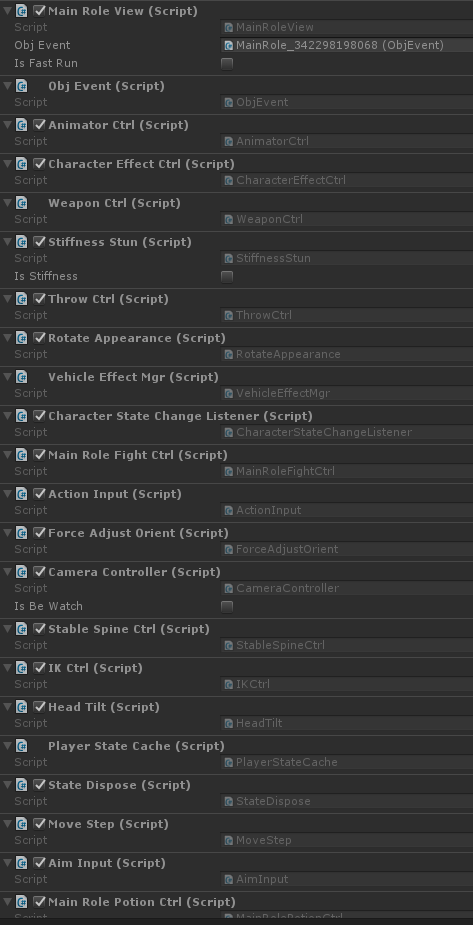 Main Role View (Script)
Script MainRoleView
Obj Event MainRole_342298198068 (ObjEvent)
Is Fast Run
Obj Event (Script)
Script ObjEvent
Animator Ctrl (Script)
Script AnimatorCtrl
Character Effect Ctrl (Script)
Script CharacterEffectCtrl
Weapon Ctrl (Script)
Script WeaponCtrl
Stiffness Stun (Script)
Script StiffnessStun
Is Stiffness
Throw Ctrl (Script)
Script ThrowCtrl
Rotate Appearance (Script)
Script RotateAppearance
Vehicle Effect Mgr (Script)
Script VehicleEffectMgr
Character State Change Listener (Script)
Script CharacterStateChangeListener
Main Role Fight Ctrl (Script)
Script MainRoleFightCtrl
Action Input (Script)
Script ActionInput
Force Adjust Orient (Script)
Script ForceAdjustOrient
Camera Controller (Script)
Script CameraController
Is Be Watch
Stable Spine Ctrl (Script)
Script StableSpineCtrl
IK Ctrl (Script)
Script IKCtrl
Head Tilt (Script)
Script HeadTilt
Player State Cache (Script)
Script PlayerStateCache
State Dispose (Script)
Script StateDispose
Move Step (Script)
Script MoveStep
Aim Input (Script)
Script AimInput
Main Role Potion Ctrl (Script)
Script MainRolePotionCtrl